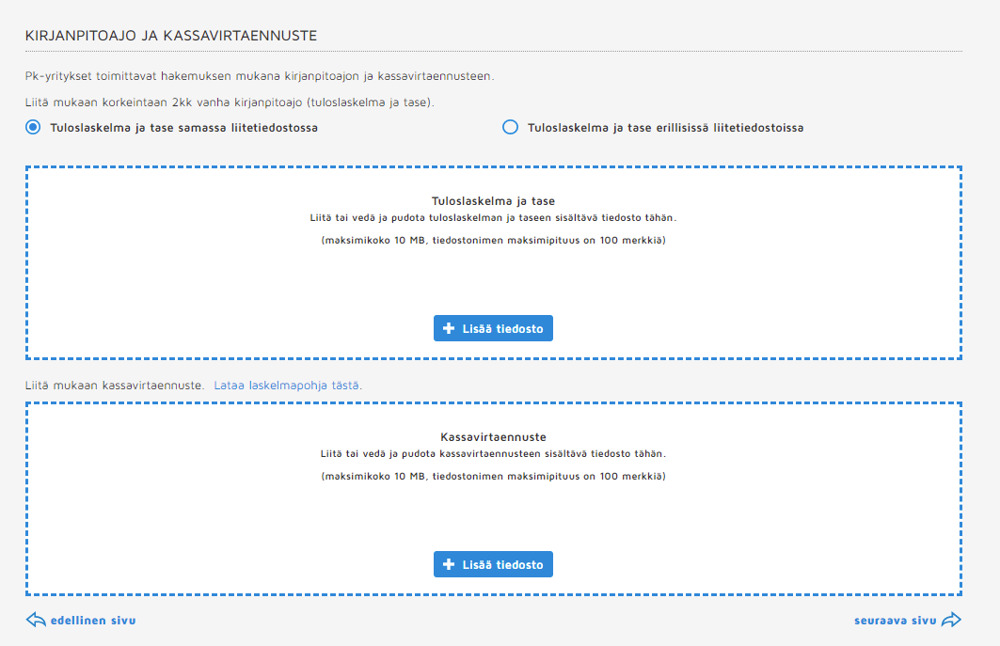 KIRJANPITOAJO JA KASSAVIRTAENNUSTE
Pk-yritykset toimittavat hakemuksen mukana kirjanpitoajon ja kassavirtaennusteen.
Liitä mukaan korkeintaan 2kk vanha kirjanpitoajo (tuloslaskelma ja tase).
Tuloslaskelma ja tase samassa liitetiedostossa
Tuloslaskelma ja tase erillisissä liitetiedostoissa
Tuloslaskelma ja tase
Liitä tai vedä ja pudota tuloslaskelman ja taseen sisältävä tiedosto tähän.
(maksimikoko 10 MB, tiedostonimen maksimipituus on 100 merkkiä)
Lisää tiedosto
Liitä mukaan kassavirtaennuste. Lataa laskelmapohja tästä.
Kassavirtaennuste
Liitä tai vedä ja pudota kassavirtaennusteen sisältävä tiedosto tähän.
(maksimikoko 10 MB, tiedostonimen maksimipituus on 100 merkkiä)
Lisää tiedosto
edellinen sivu
seuraava sivu